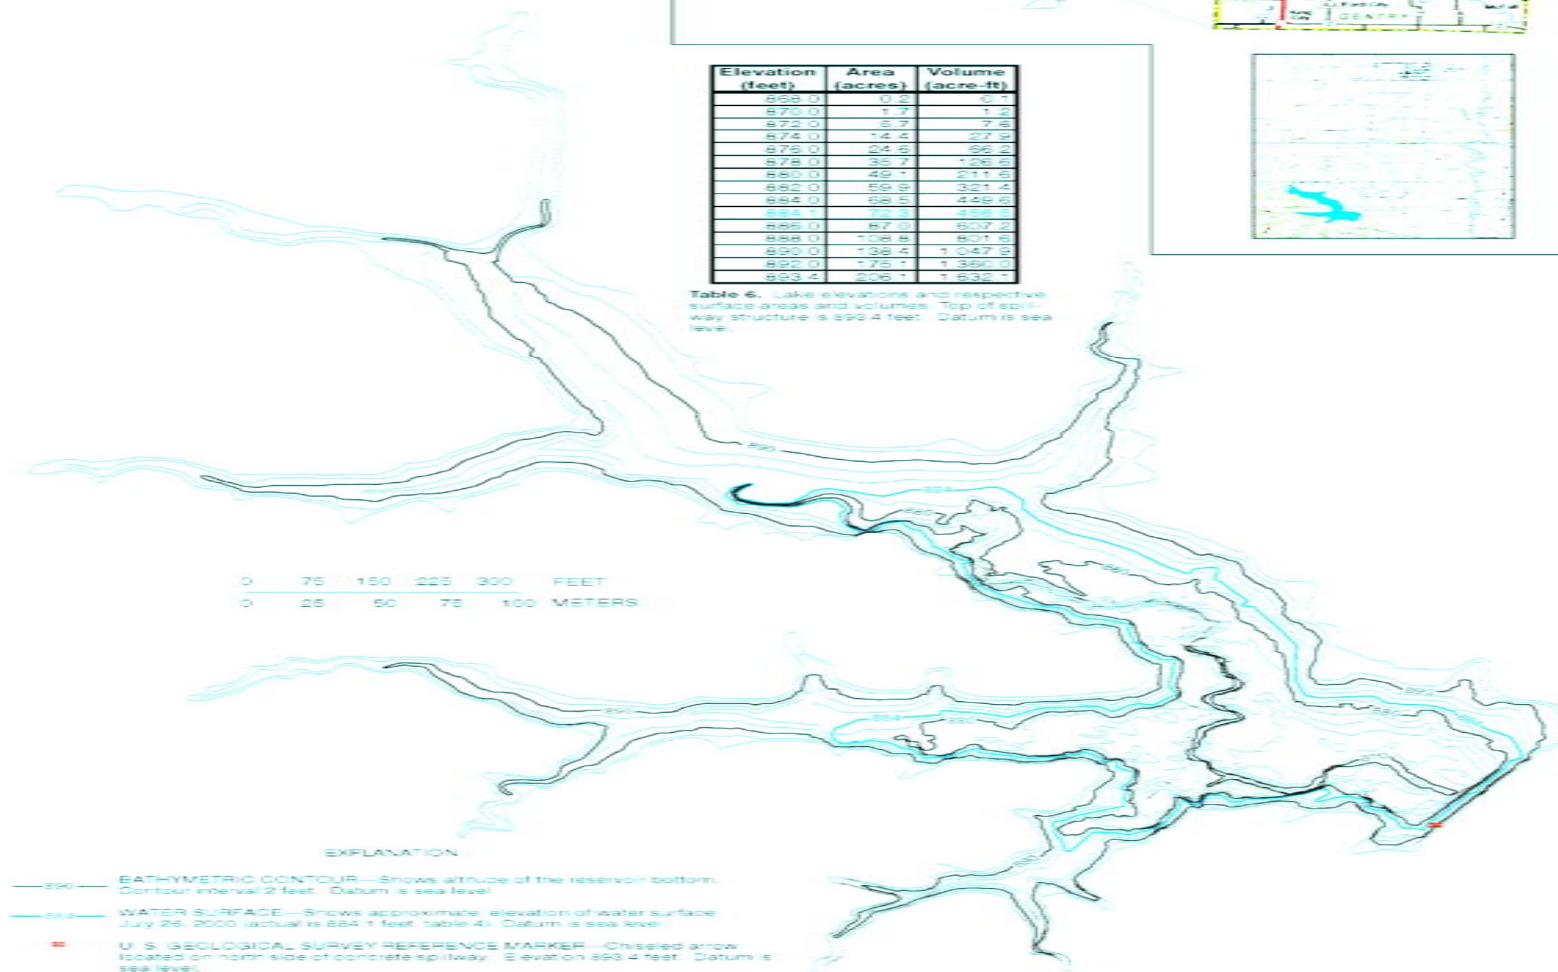 GENTRY
Elevation (feet) Area (acres) Volume (acre-ft)
868.0 0.2 0.1
870.0 1.7 1.2
872.0 5.7 7.6
874.0 14.4 27.9
876.0 24.6 66.2
878.0 35.7 126.6
880.0 49.1 211.6
882.0 59.9 321.4
884.0 68.5 449.6
884.1 72.3 456.5
886.0 87.0 607.2
888.0 108.8 801.6
890.0 138.4 1 047.9
892.0 175.1 1 360.0
893.4 206.1 1 632.1
Table 6. Lake elevations and respective
surface areas and volumes. Top of spill-
way structure is 893.4 feet. Datum is sea
level.
890
884
880
880
0 75 150 225 300 FEET
0 25 50 75 100 METERS
890
884
880
890
880
884
880
EXPLANATION
890 BATHYMETRIC CONTOUR—Shows altitude of the reservoir bottom.
Contour interval 2 feet. Datum is sea level
884 WATER SURFACE—Shows approximate elevation of water surface
July 26, 2000 (actual is 884.1 feet, table 4). Datum is sea level.
U. S. GEOLOGICAL SURVEY REFERENCE MARKER—Chiseled arrow
located on north side of concrete spillway. Elevation 893.4 feet. Datum is
sea level.